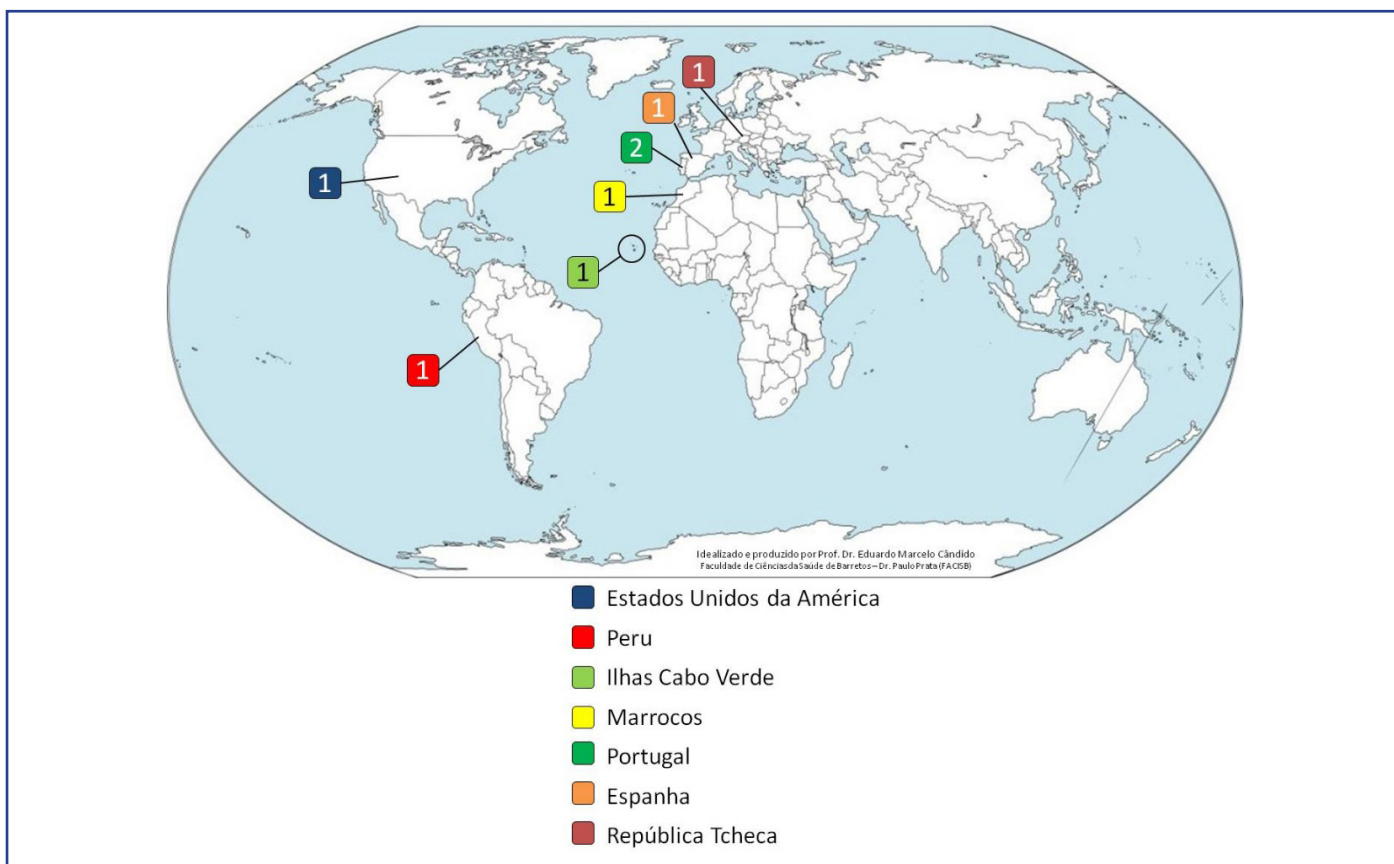 1
1
2
1
1
1
1
Idealizado e produzido por Prof. Dr. Eduardo Marcelo Cândido
Faculdade de Ciências da Saúde de Barretos – Dr. Paulo Prata (FACISB)
Estados Unidos da América
Peru
Ilhas Cabo Verde
Marrocos
Portugal
Espanha
República Tcheca